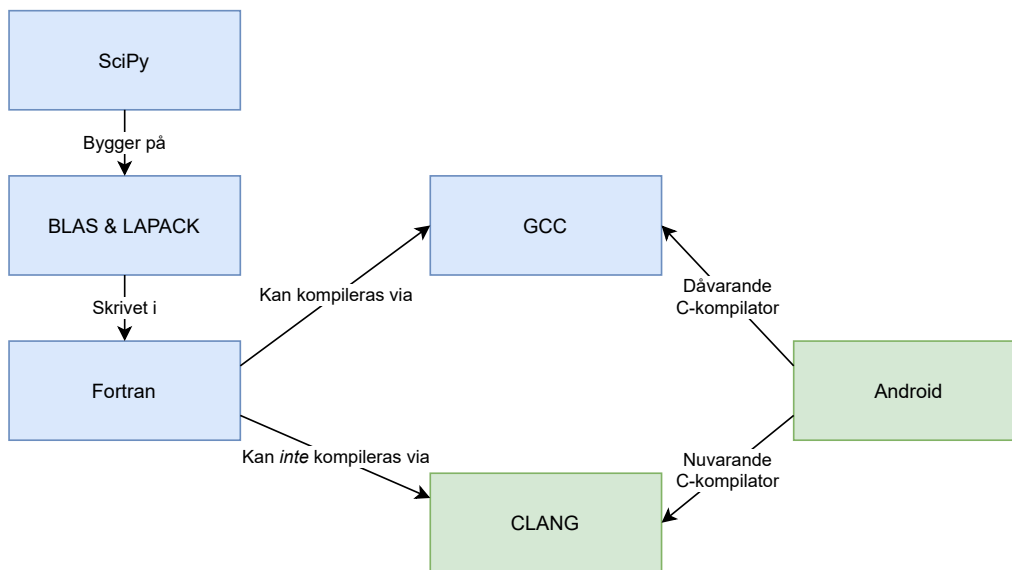 SciPy
Bygger på
BLAS & LAPACK
Skrivet i
Fortran
Kan kompileras via
Kan inte kompileras via
GCC
CLANG
Dåvarande
C-kompilator
Android
Nuvarande
C-kompilator